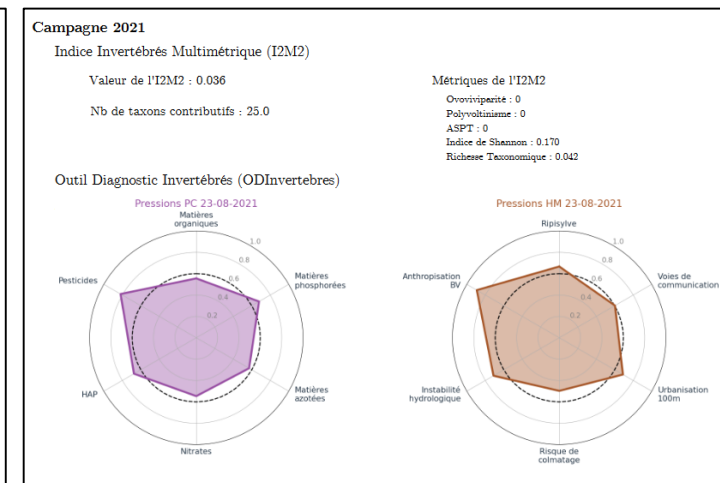 Campagne 2021
Indice Invertébrés Multimétrique (I2M2)
Valeur de l'I2M2 : 0.036
Nb de taxons contributifs : 25.0
Métriques de l'I2M2
Ovoviviparité : 0
Polyvoltinisme : 0
ASPT : 0
Indice de Shannon : 0.170
Richesse Taxonomique : 0.042
Outil Diagnostic Invertébrés (ODInvertebres)
Pressions PC 23-08-2021
Matières
organiques
1.0
0.8
0.6
0.4
0.2
Pesticides
Matières
phosphorées
HAP
Matières
azotées
Nitrates
Pressions HM 23-08-2021
Ripisylve
1.0
0.8
0.6
0.4
0.2
Anthropisation
BV
Voies de
communication
Instabilité
hydrologique
Urbanisation
100m
Risque de
colmatage